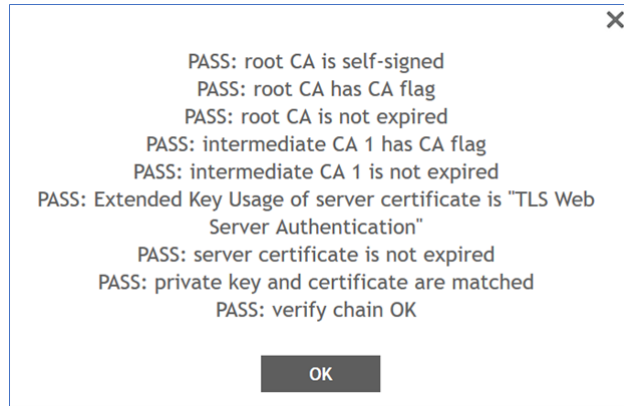 PASS: root CA is self-signed
PASS: root CA has CA flag
PASS: root CA is not expired
PASS: intermediate CA 1 has CA flag
PASS: intermediate CA 1 is not expired
PASS: Extended Key Usage of server certificate is "TLS Web
Server Authentication"
PASS: server certificate is not expired
PASS: private key and certificate are matched
PASS: verify chain OK
OK